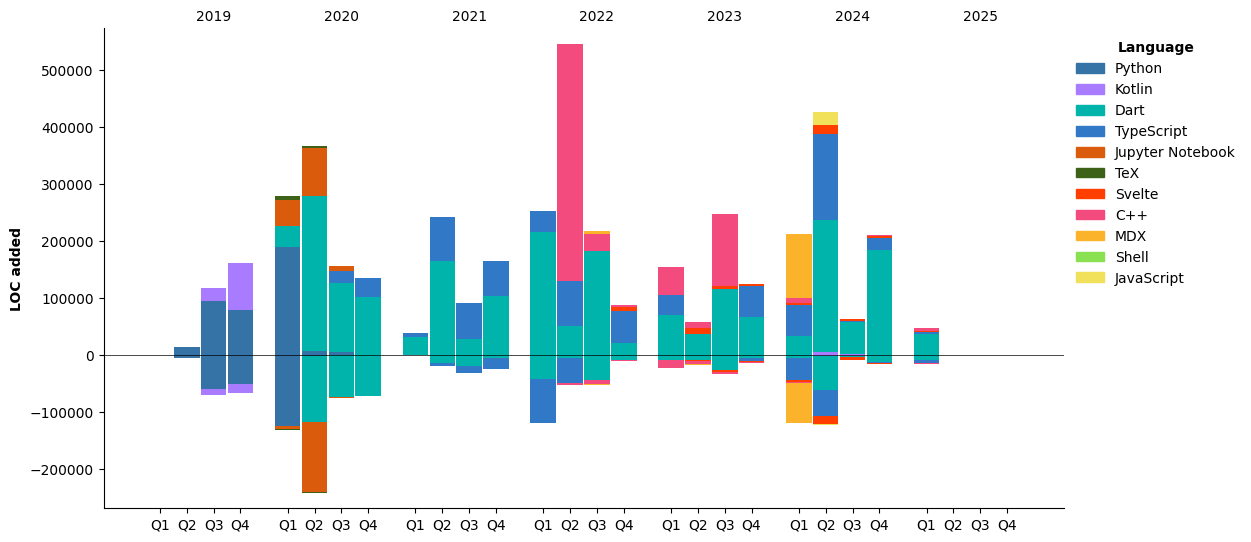 2019 2020 2021 2022 2023 2024 2025
LOC added
500000
400000
300000
200000
100000
0
−100000
−200000
Q1 Q2 Q3 Q4 Q1 Q2 Q3 Q4 Q1 Q2 Q3 Q4 Q1 Q2 Q3 Q4 Q1 Q2 Q3 Q4 Q1 Q2 Q3 Q4 Q1 Q2 Q3 Q4
Language
Python
Kotlin
Dart
TypeScript
Jupyter Notebook
TeX
Svelte
C++
MDX
Shell
JavaScript